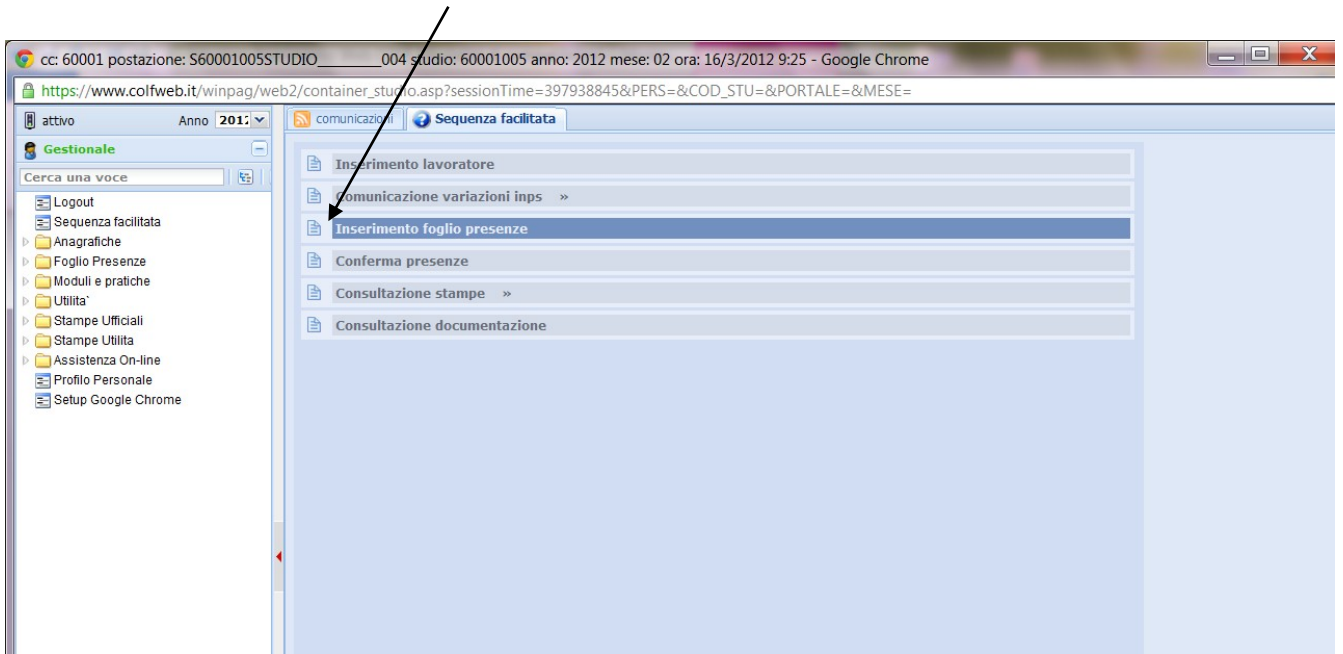 cc: 60001 postazione: S60001005STUDIO________004 studio: 60001005 anno: 2012 mese: 02 ora: 16/3/2012 9:25 - Google Chrome
https://www.colfweb.it/winpag/web2/container_studio.asp?sessionTime=397938845&PERS=&COD_STU=&PORTALE=&MESE=
attivo Anno 2012
comunicazioni Sequenza facilitata
Gestionale
Cerca una voce
Logout
Sequenza facilitata
Anagrafiche
Foglio Presenze
Moduli e pratiche
Utilita`
Stampe Ufficiali
Stampe Utilita
Assistenza On-line
Profilo Personale
Setup Google Chrome
Inserimento lavoratore
Comunicazione variazioni inps »
Inserimento foglio presenze
Conferma presenze
Consultazione stampe »
Consultazione documentazione